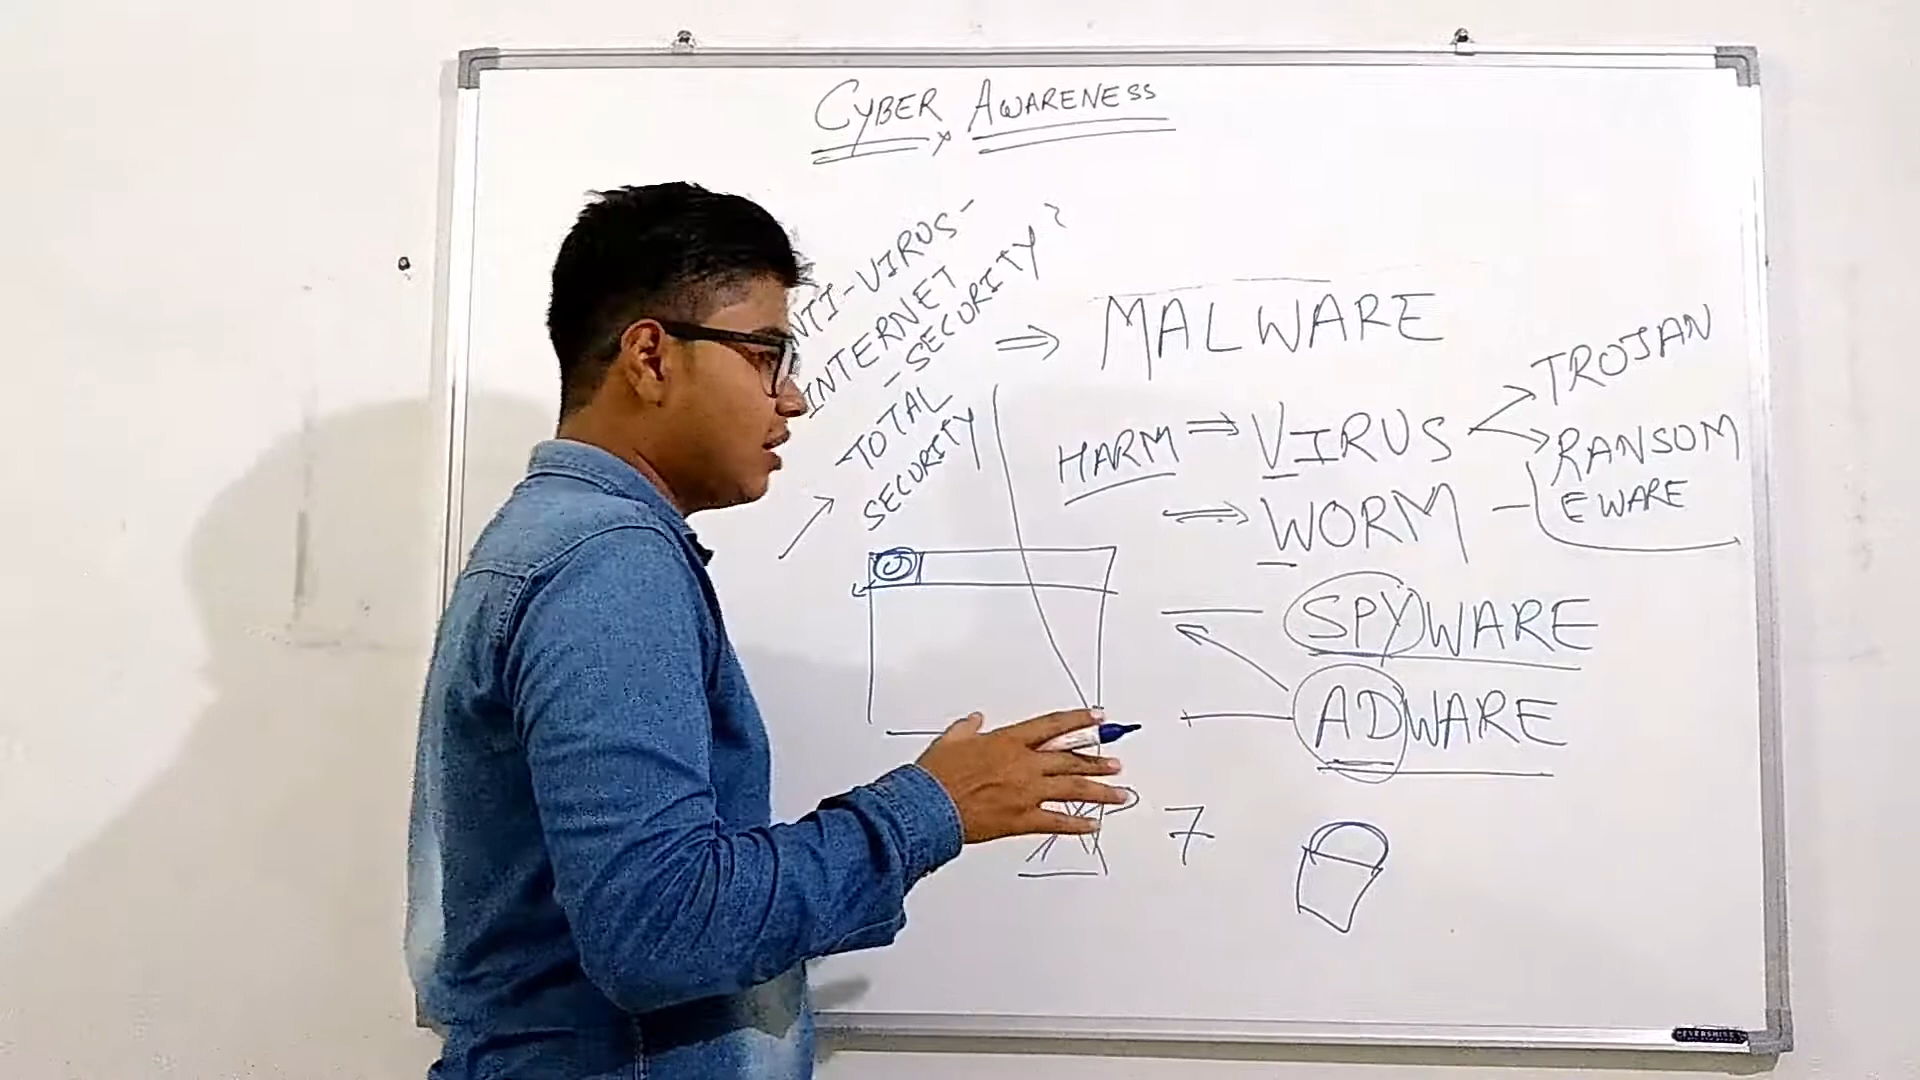 CYBER AWARENESS
NTI-VIRUS-
INTERNET
-SECURITY?
-TOTAL
SECURITY
⇒ MALWARE
HARM ⇒ VIRUS
TROJAN
RANSOM
EWARE
⇒ WORM -
SPYWARE
ADWARE
7